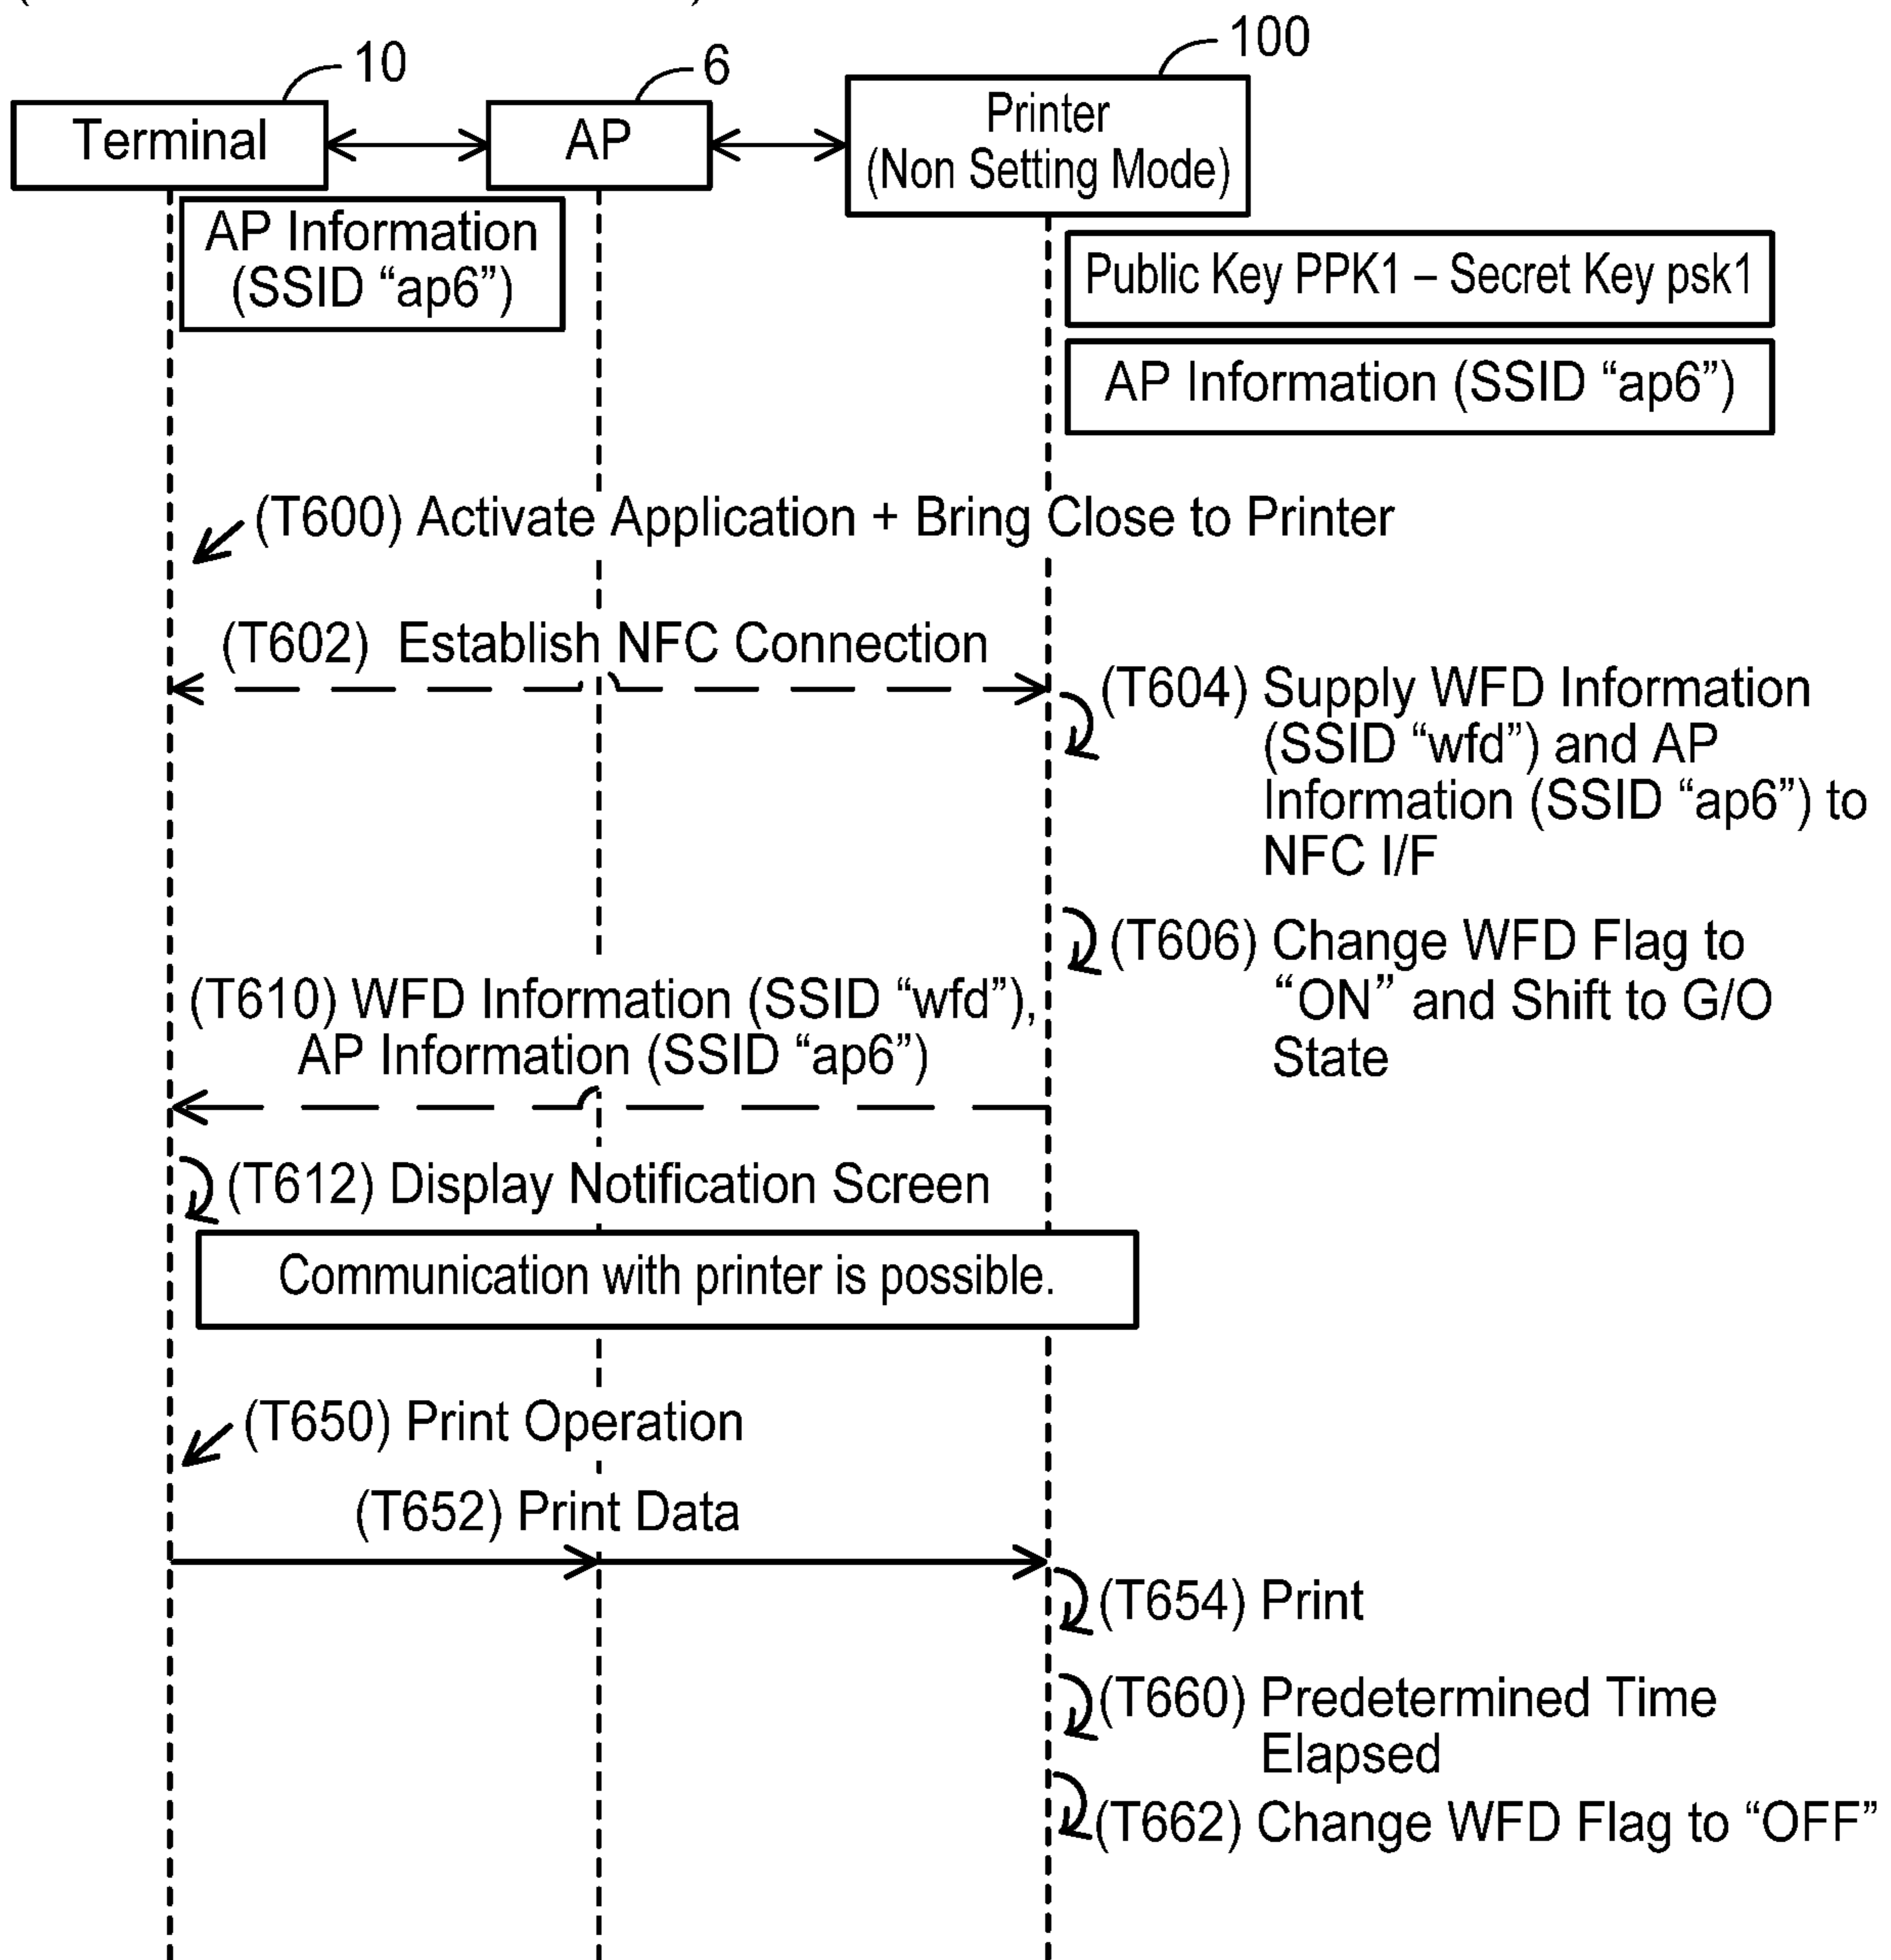 10
6
100
Terminal
AP
Printer
(Non Setting Mode)
AP Information
(SSID “ap6”)
Public Key PPK1 – Secret Key psk1
AP Information (SSID “ap6”)
(T600) Activate Application + Bring Close to Printer
(T602) Establish NFC Connection
(T604) Supply WFD Information
(SSID “wfd”) and AP
Information (SSID “ap6”) to
NFC I/F
(T606) Change WFD Flag to
“ON” and Shift to G/O
State
(T610) WFD Information (SSID “wfd”),
AP Information (SSID “ap6”)
(T612) Display Notification Screen
Communication with printer is possible.
(T650) Print Operation
(T652) Print Data
(T654) Print
(T660) Predetermined Time
Elapsed
(T662) Change WFD Flag to “OFF”